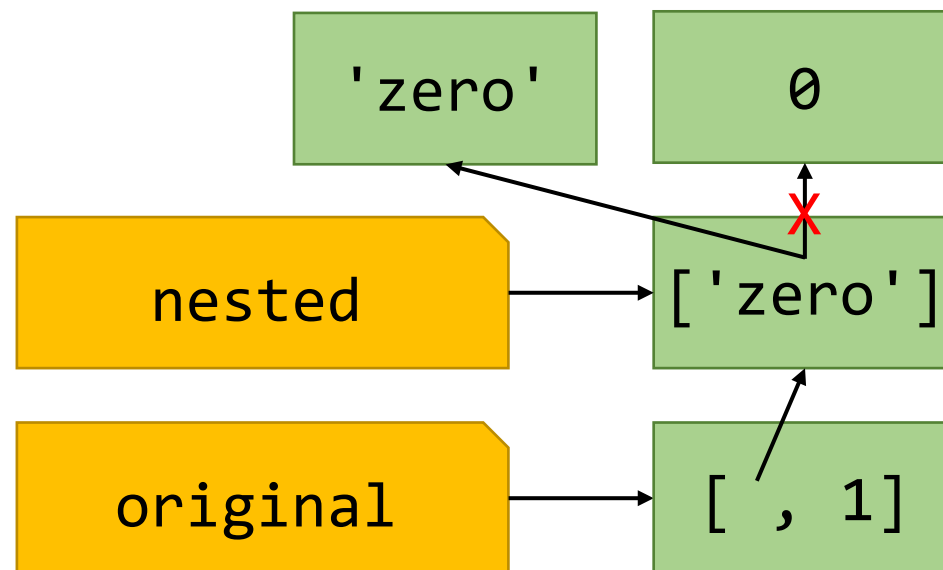 'zero'
0
X
nested
['zero']
original
[ , 1]